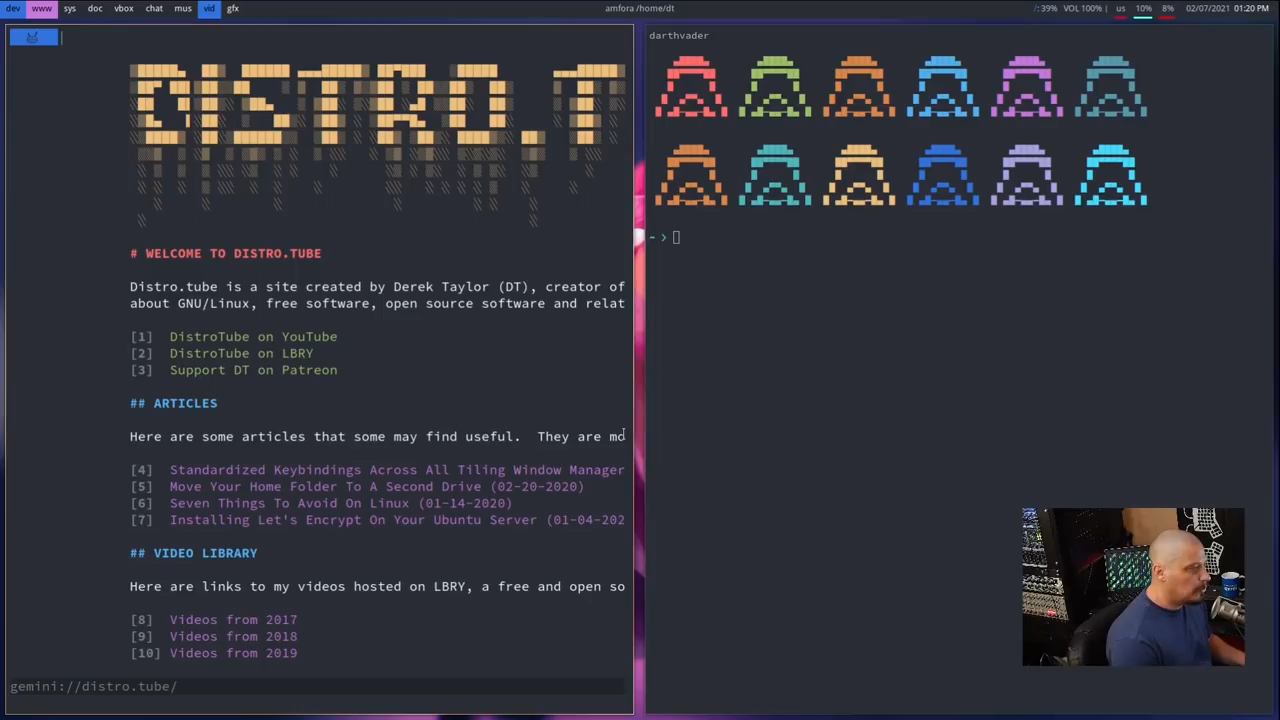 dev www sys doc vbox chat mus vid gfx
amfora /home/dt
/: 39% VOL 100% | us 10% 8% 02/07/2021 01:20 PM
DISTRO.T
# WELCOME TO DISTRO.TUBE
Distro.tube is a site created by Derek Taylor (DT), creator of
about GNU/Linux, free software, open source software and relat
[1] DistroTube on YouTube
[2] DistroTube on LBRY
[3] Support DT on Patreon
## ARTICLES
Here are some articles that some may find useful. They are mo
[4] Standardized Keybindings Across All Tiling Window Manager
[5] Move Your Home Folder To A Second Drive (02-20-2020)
[6] Seven Things To Avoid On Linux (01-14-2020)
[7] Installing Let's Encrypt On Your Ubuntu Server (01-04-202
## VIDEO LIBRARY
Here are links to my videos hosted on LBRY, a free and open so
[8] Videos from 2017
[9] Videos from 2018
[10] Videos from 2019
gemini://distro.tube/
darthvader
~ ›